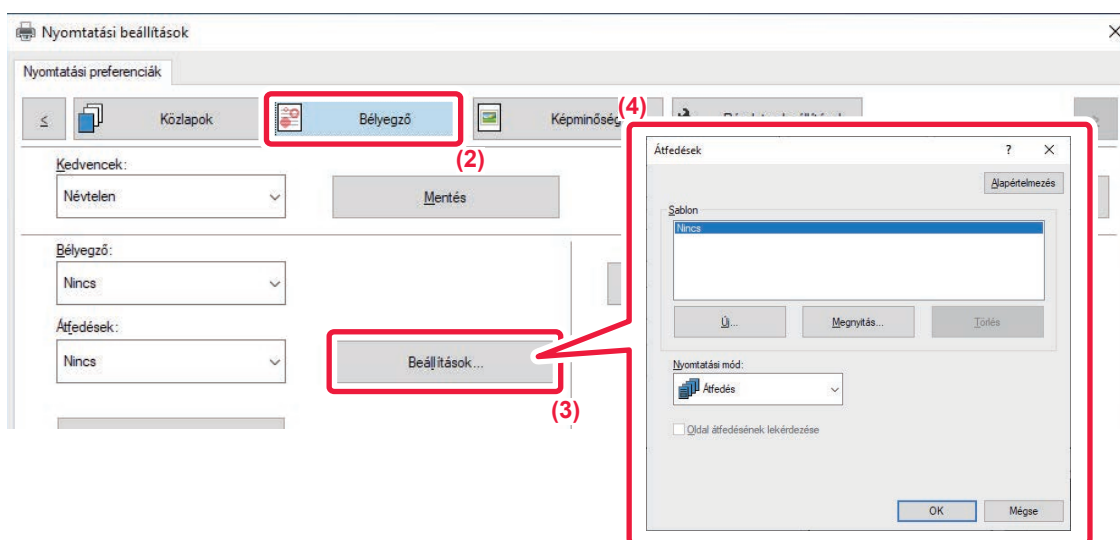 Nyomtatási beállítások
Nyomtatási preferenciák
≤
Közlapok
Bélyegző
Képminőség
(4)
(2)
Kedvencek:
Névtelen
Mentés
Bélyegző:
Nincs
Átfedések:
Nincs
Beállítások...
(3)
Átfedések
?
Alapértelmezés
Sablon
Nincs
Új...
Megnyitás...
Törlés
Nyomtatási mód:
Átfedés
Oldal átfedésének lekérdezése
OK
Mégse